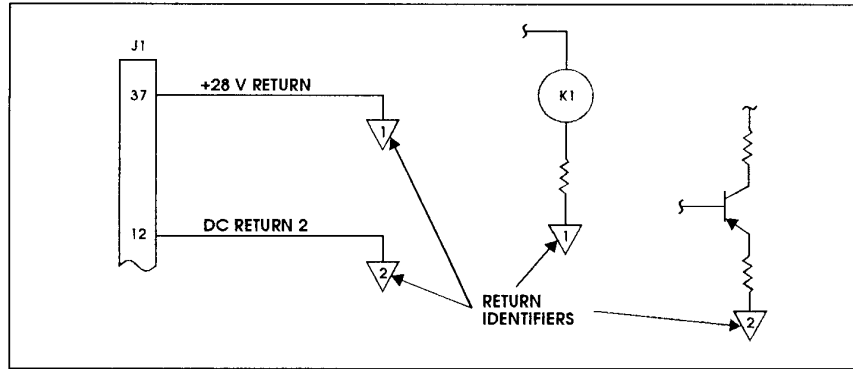 J1
37
+28 V RETURN
1
12
DC RETURN 2
2
K1
1
2
RETURN
IDENTIFIERS